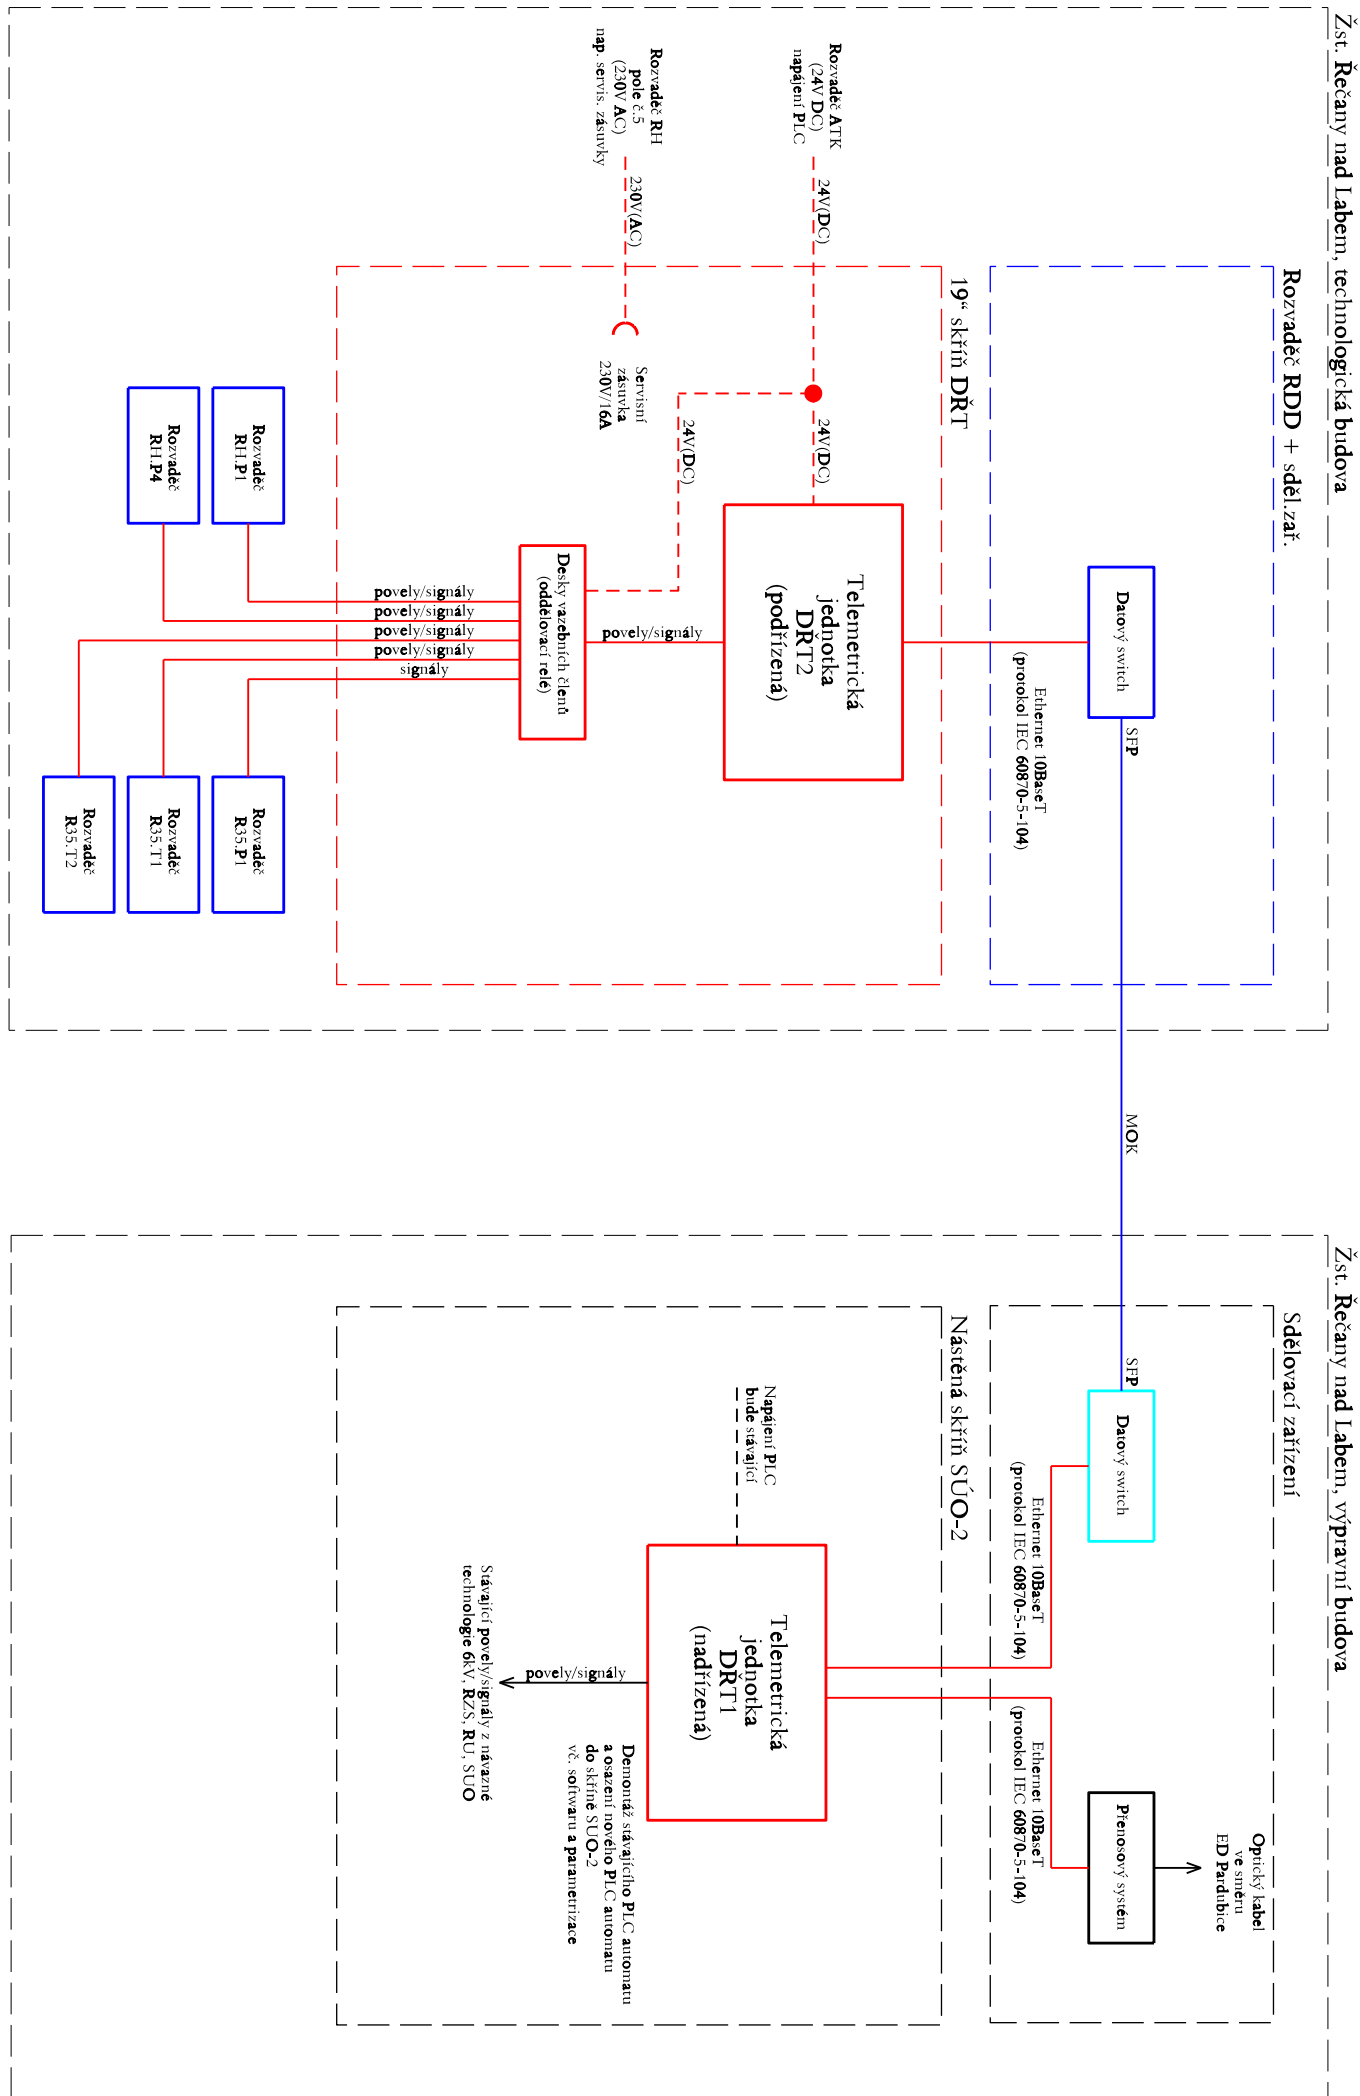 Žst. Řečany nad Labem, technologická budova
Rozvaděč RDD + sděl.zař.
Datový switch
SFP
Ethernet 10BaseT
(protokol IEC 60870-5-104)
19“ skříň DŘT
Rozvaděč ATK
(24V DC)
napájení PLC
24V(DC)
24V(DC)
24V(DC)
Telemetrická
jednotka
DŘT2
(podřízená)
Rozvaděč RH
pole č.5
(230V AC)
nap. servis. zásuvky
230V(AC)
Servisní
zásuvka
230V/16A
povely/signály
Desky vazebních členů
(oddělovací relé)
povely/signály
povely/signály
povely/signály
povely/signály
signály
Rozvaděč
RH.P1
Rozvaděč
RH.P4
Rozvaděč
R35.P1
Rozvaděč
R35.T1
Rozvaděč
R35.T2
MOK
Žst. Řečany nad Labem, výpravní budova
Sdělovací zařízení
SFP
Datový switch
Optický kabel
ve směru
ED Pardubice
Přenosový systém
Ethernet 10BaseT
(protokol IEC 60870-5-104)
Ethernet 10BaseT
(protokol IEC 60870-5-104)
Nástěná skříň SÚO-2
Napájení PLC
bude stávající
Telemetrická
jednotka
DŘT1
(nadřízená)
povely/signály
Demontáž stávajícího PLC automatu
a osazení nového PLC automatu
do skříně SUO-2
vč. softwaru a parametrizace
Stávající povely/signály z návazné
technologie 6kV, RZS, RU, SUO